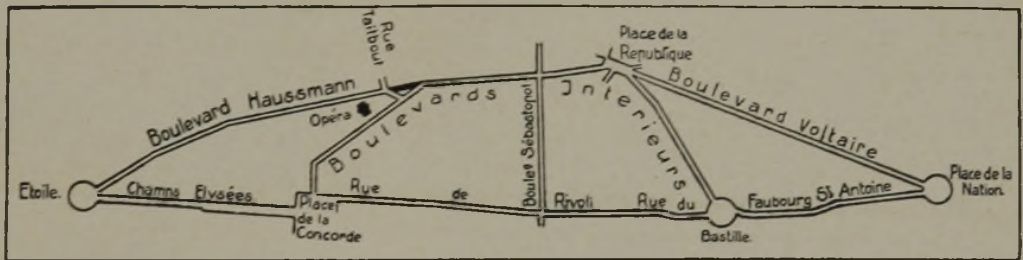 Rue
Taitbout
Place de la
République
Boulevard Haussmann
Opéra
Boulevards Intérieurs
Boulevard Voltaire
Boulet Sébastopol
Etoile.
Champs Elysées
Place
de la
Concorde
Rue de Rivoli
Rue du Faubourg St Antoine
Bastille.
Place de la
Nation.